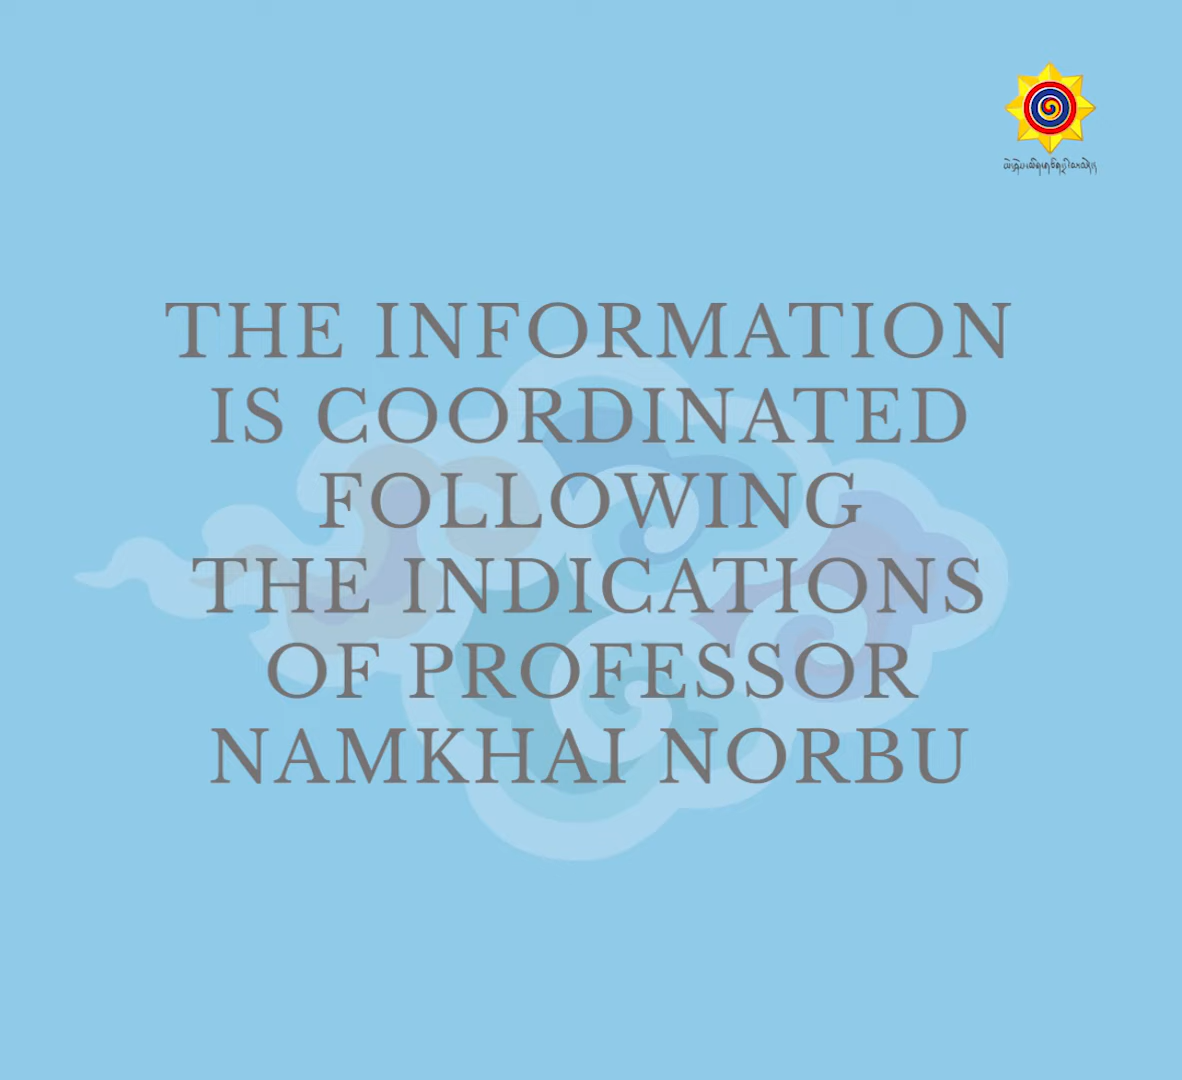 THE INFORMATION
IS COORDINATED
FOLLOWING
THE INDICATIONS
OF PROFESSOR
NAMKHAI NORBU